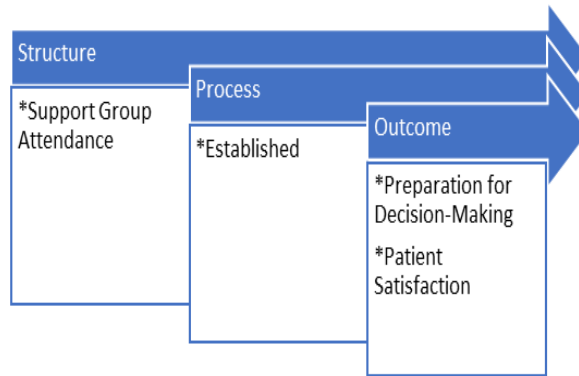 Structure
*Support Group
Attendance
Process
*Established
Outcome
*Preparation for
Decision-Making
*Patient
Satisfaction